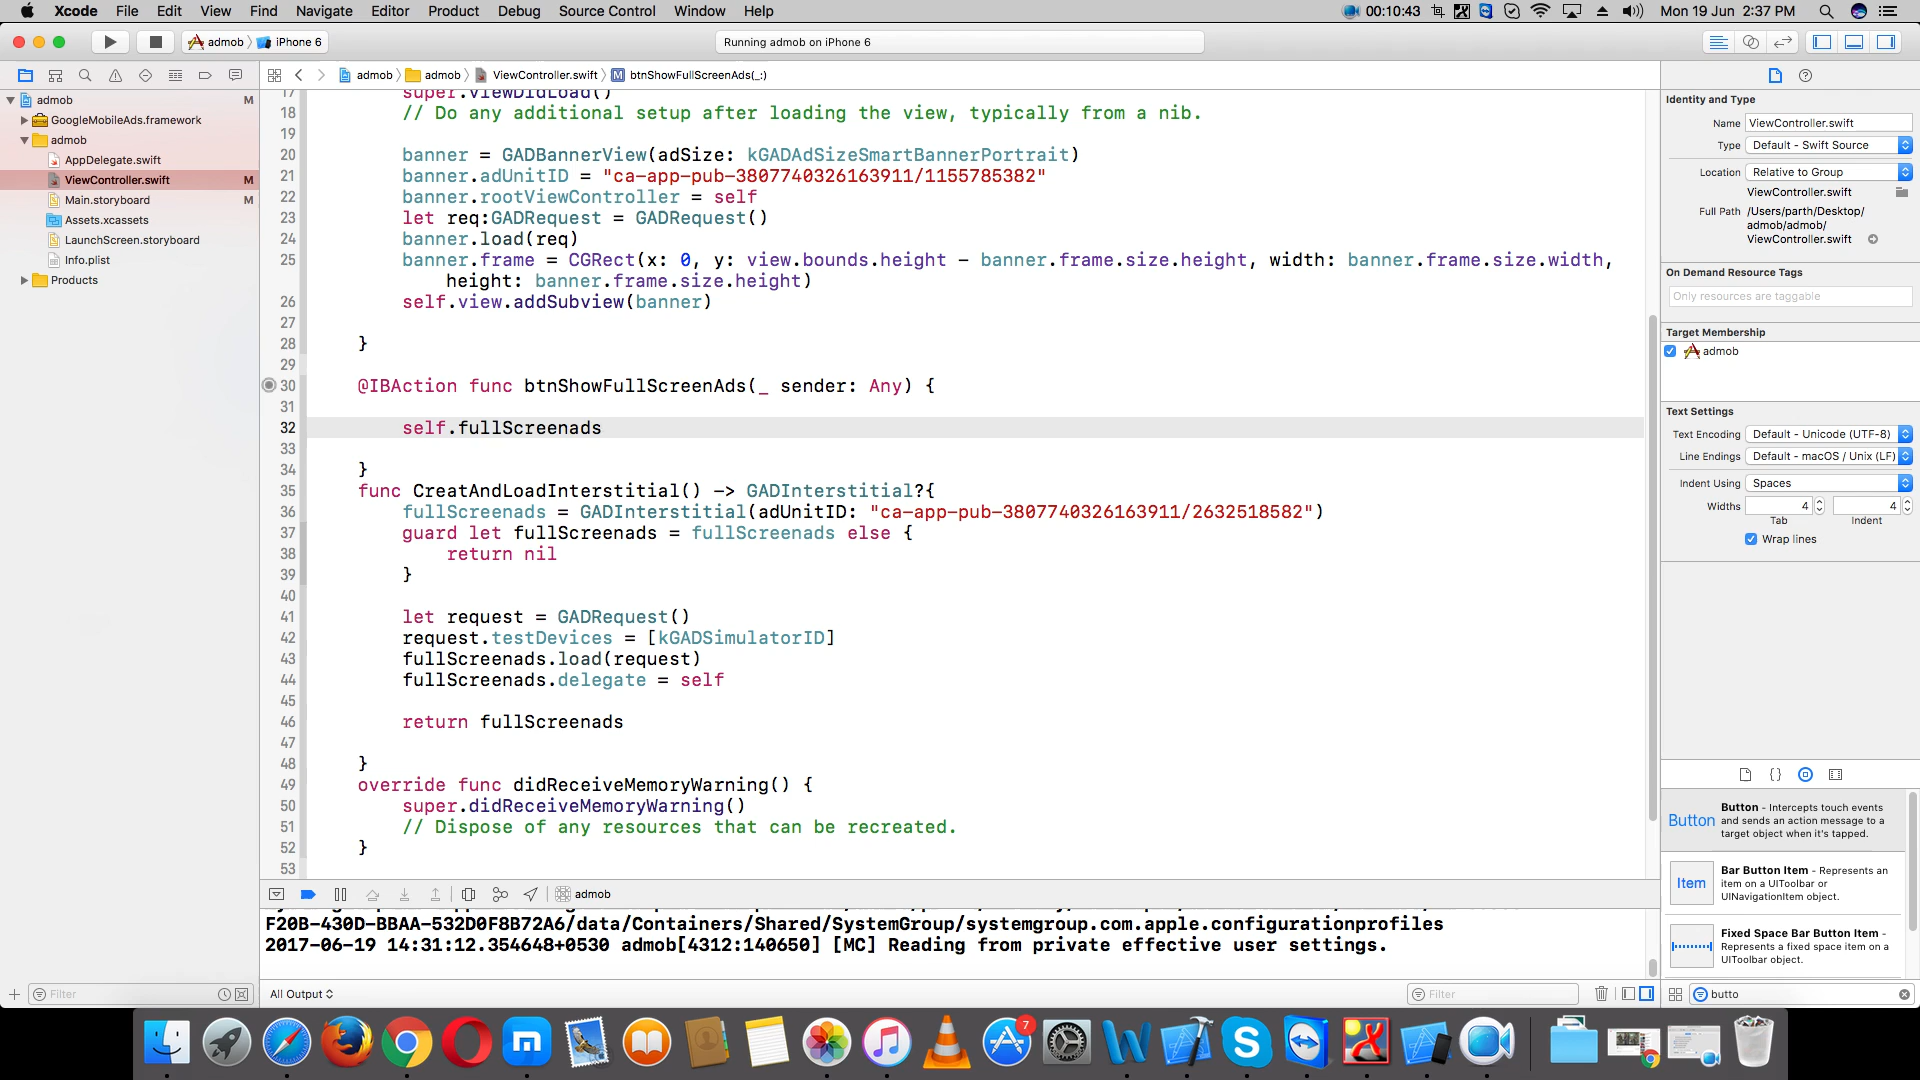 Xcode File Edit View Find Navigate Editor Product Debug Source Control Window Help 00:10:43 Mon 19 Jun 2:37 PM
admob iPhone 6
Running admob on iPhone 6
admob admob ViewController.swift M btnShowFullScreenAds(_:)
admob M
GoogleMobileAds.framework
admob
AppDelegate.swift
ViewController.swift M
Main.storyboard M
Assets.xcassets
LaunchScreen.storyboard
Info.plist
Products
17 super.viewDidLoad()
18 // Do any additional setup after loading the view, typically from a nib.
19
20 banner = GADBannerView(adSize: kGADAdSizeSmartBannerPortrait)
21 banner.adUnitID = "ca-app-pub-3807740326163911/1155785382"
22 banner.rootViewController = self
23 let req:GADRequest = GADRequest()
24 banner.load(req)
25 banner.frame = CGRect(x: 0, y: view.bounds.height - banner.frame.size.height, width: banner.frame.size.width,
height: banner.frame.size.height)
26 self.view.addSubview(banner)
27
28 }
29
30 @IBAction func btnShowFullScreenAds(_ sender: Any) {
31
32 self.fullScreenads
33
34 }
35 func CreatAndLoadInterstitial() -> GADInterstitial?{
36 fullScreenads = GADInterstitial(adUnitID: "ca-app-pub-3807740326163911/2632518582")
37 guard let fullScreenads = fullScreenads else {
38 return nil
39 }
40
41 let request = GADRequest()
42 request.testDevices = [kGADSimulatorID]
43 fullScreenads.load(request)
44 fullScreenads.delegate = self
45
46 return fullScreenads
47
48 }
49 override func didReceiveMemoryWarning() {
50 super.didReceiveMemoryWarning()
51 // Dispose of any resources that can be recreated.
52 }
53
admob
F20B-430D-BBAA-532D0F8B72A6/data/Containers/Shared/SystemGroup/systemgroup.com.apple.configurationprofiles
2017-06-19 14:31:12.354648+0530 admob[4312:140650] [MC] Reading from private effective user settings.
Filter
All Output
Filter
Identity and Type
Name ViewController.swift
Type Default - Swift Source
Location Relative to Group
ViewController.swift
Full Path /Users/parth/Desktop/
admob/admob/
ViewController.swift
On Demand Resource Tags
Only resources are taggable
Target Membership
admob
Text Settings
Text Encoding Default - Unicode (UTF-8)
Line Endings Default - macOS / Unix (LF)
Indent Using Spaces
Widths 4 4
Tab Indent
Wrap lines
{}
Button
Button - Intercepts touch events
and sends an action message to a
target object when it's tapped.
Item
Bar Button Item - Represents an
item on a UIToolbar or
UINavigationItem object.
Fixed Space Bar Button Item -
Represents a fixed space item on a
UIToolbar object.
butto
7